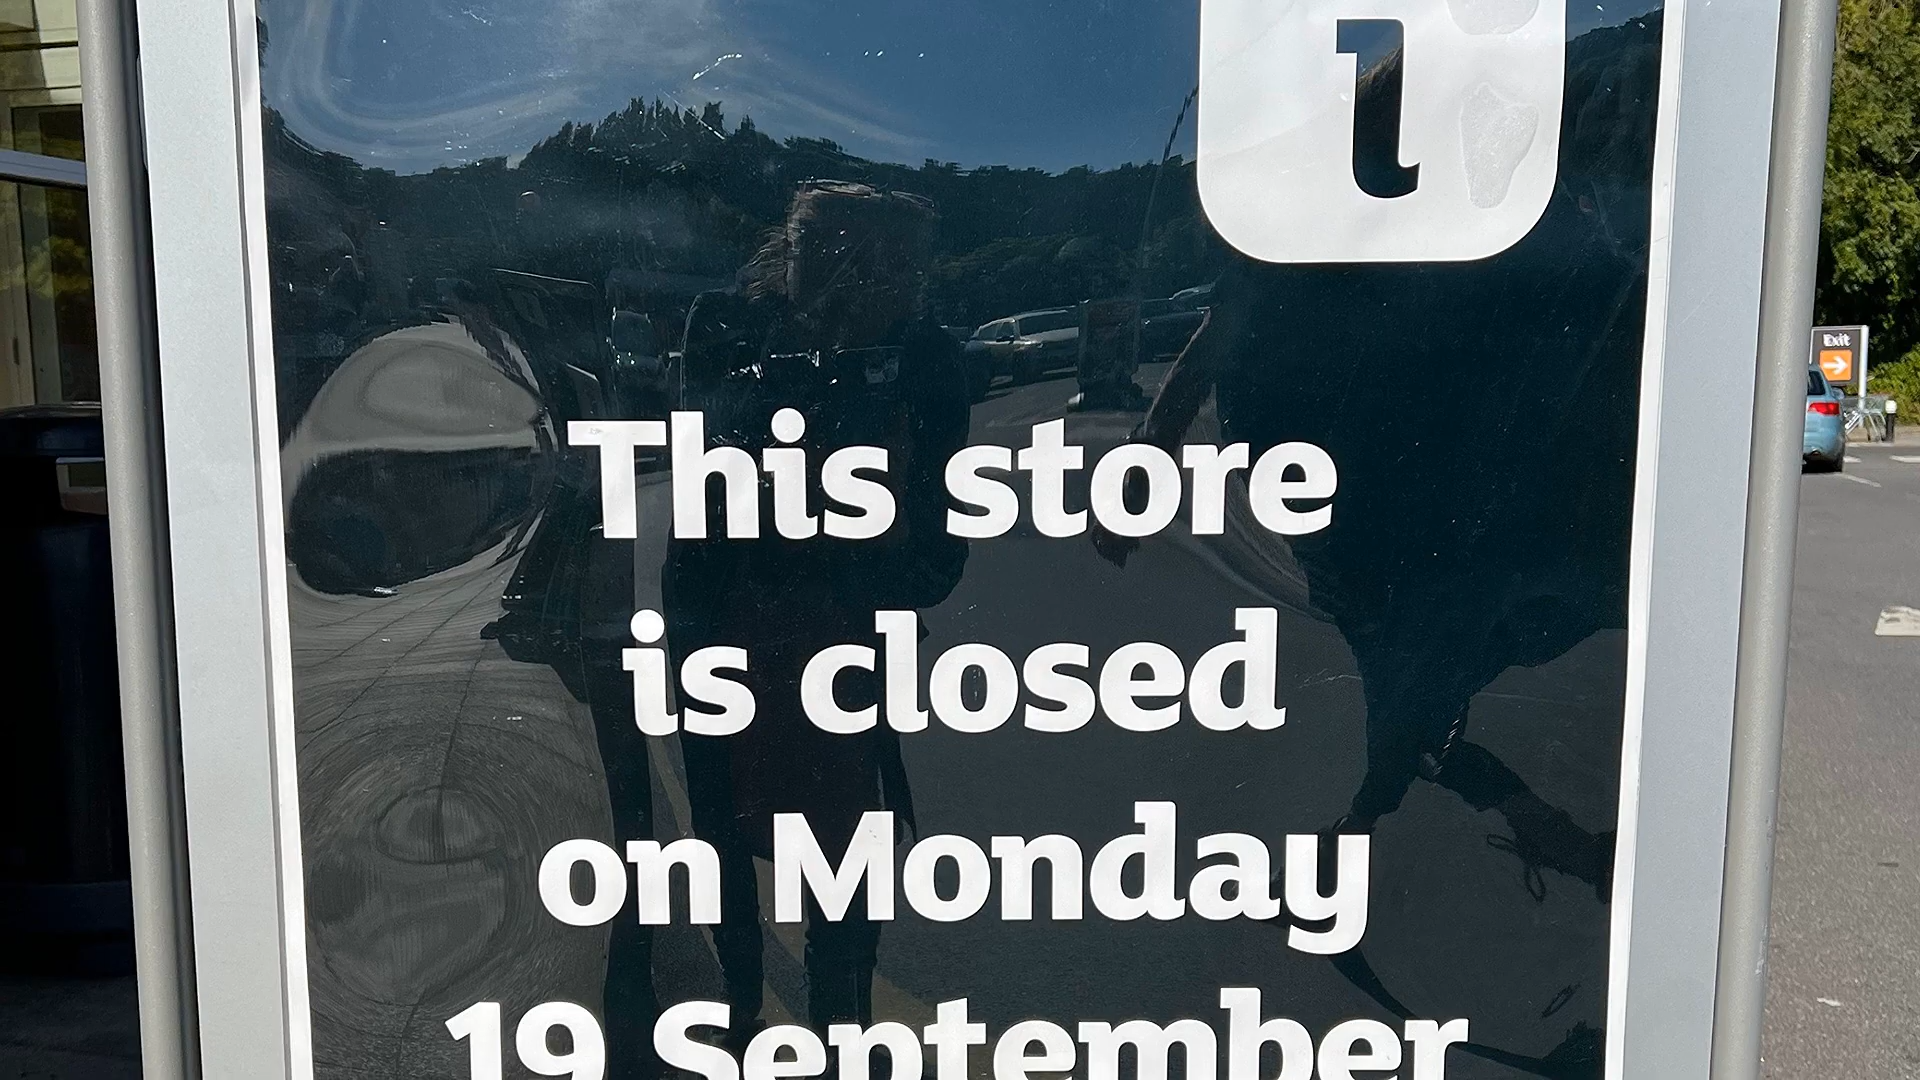 i
This store
is closed
on Monday
19 September
Exit